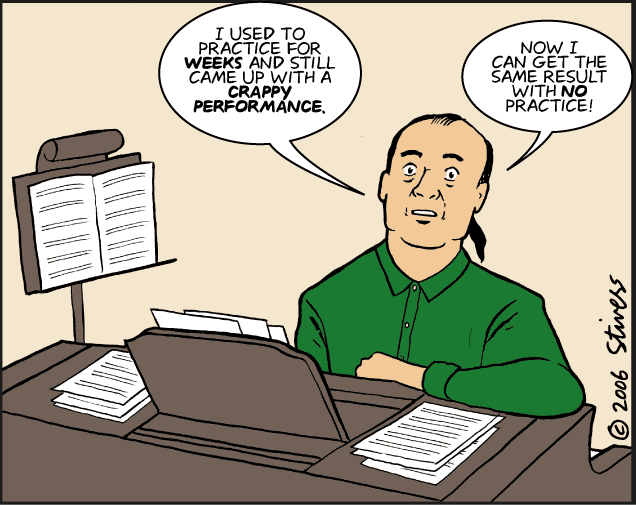 I USED TO
PRACTICE FOR
WEEKS AND STILL
CAME UP WITH A
CRAPPY
PERFORMANCE.
NOW I
CAN GET THE
SAME RESULT
WITH NO
PRACTICE!
© 2006 Stivess